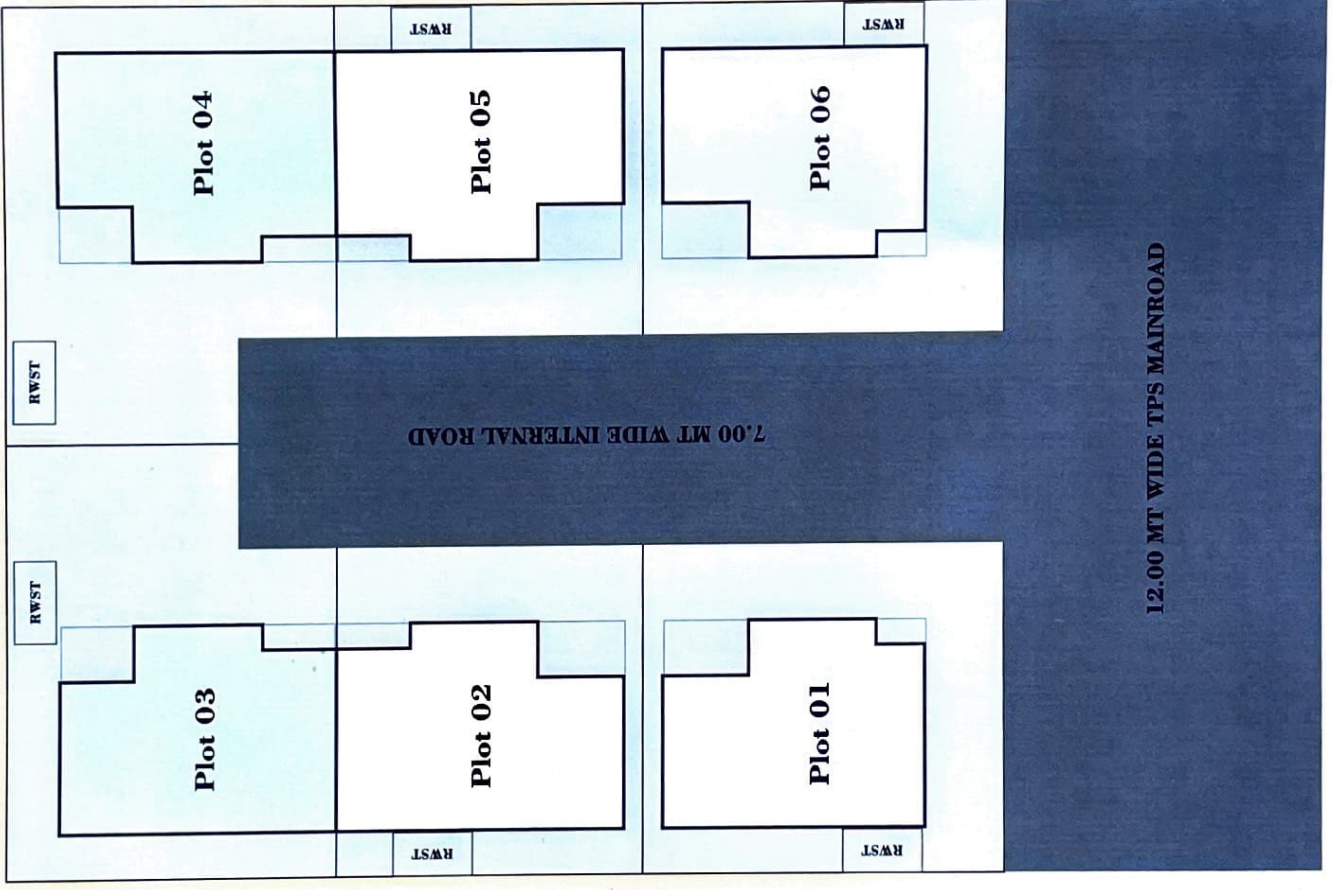 RWST
RWST
Plot 04
Plot 05
Plot 06
RWST
7.00 MT WIDE INTERNAL ROAD
12.00 MT WIDE TPS MAINROAD
RWST
Plot 03
Plot 02
Plot 01
RWST
RWST